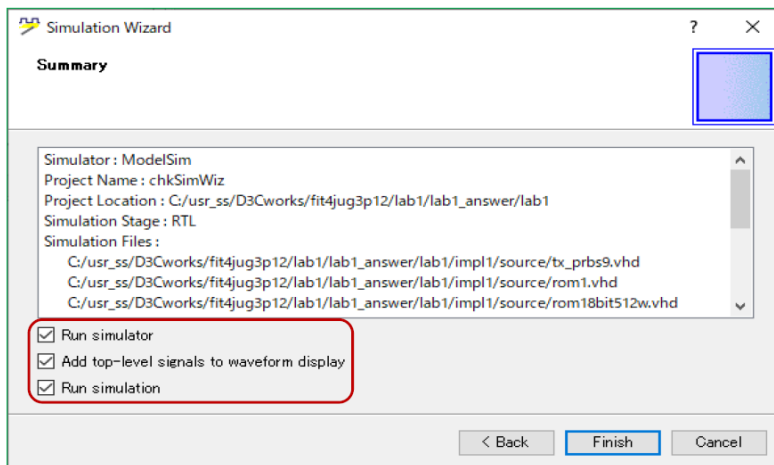 Simulation Wizard
?
Summary
Simulator : ModelSim
Project Name : chkSimWiz
Project Location : C:/usr_ss/D3Cworks/fit4jug3p12/lab1/lab1_answer/lab1
Simulation Stage : RTL
Simulation Files :
C:/usr_ss/D3Cworks/fit4jug3p12/lab1/lab1_answer/lab1/impl1/source/tx_prbs9.vhd
C:/usr_ss/D3Cworks/fit4jug3p12/lab1/lab1_answer/lab1/impl1/source/rom1.vhd
C:/usr_ss/D3Cworks/fit4jug3p12/lab1/lab1_answer/lab1/impl1/source/rom18bit512w.vhd
Run simulator
Add top-level signals to waveform display
Run simulation
< Back Finish Cancel